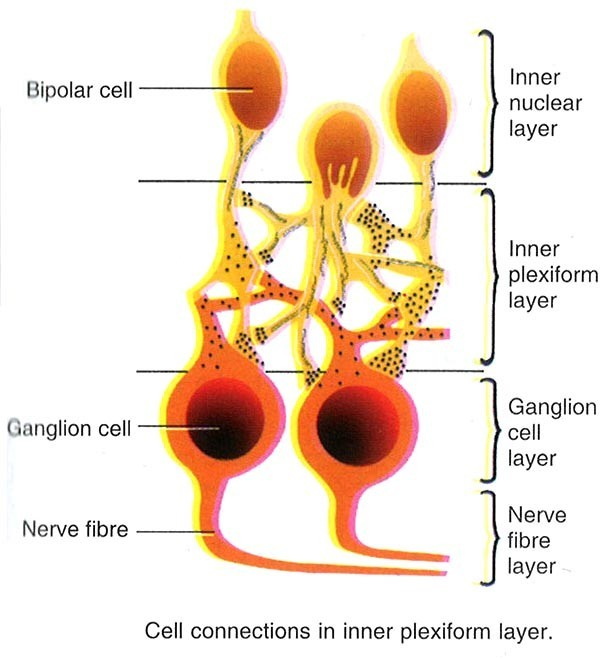 Bipolar cell
Inner
nuclear
layer
Inner
plexiform
layer
Ganglion cell
Ganglion
cell
layer
Nerve fibre
Nerve
fibre
layer
Cell connections in inner plexiform layer.